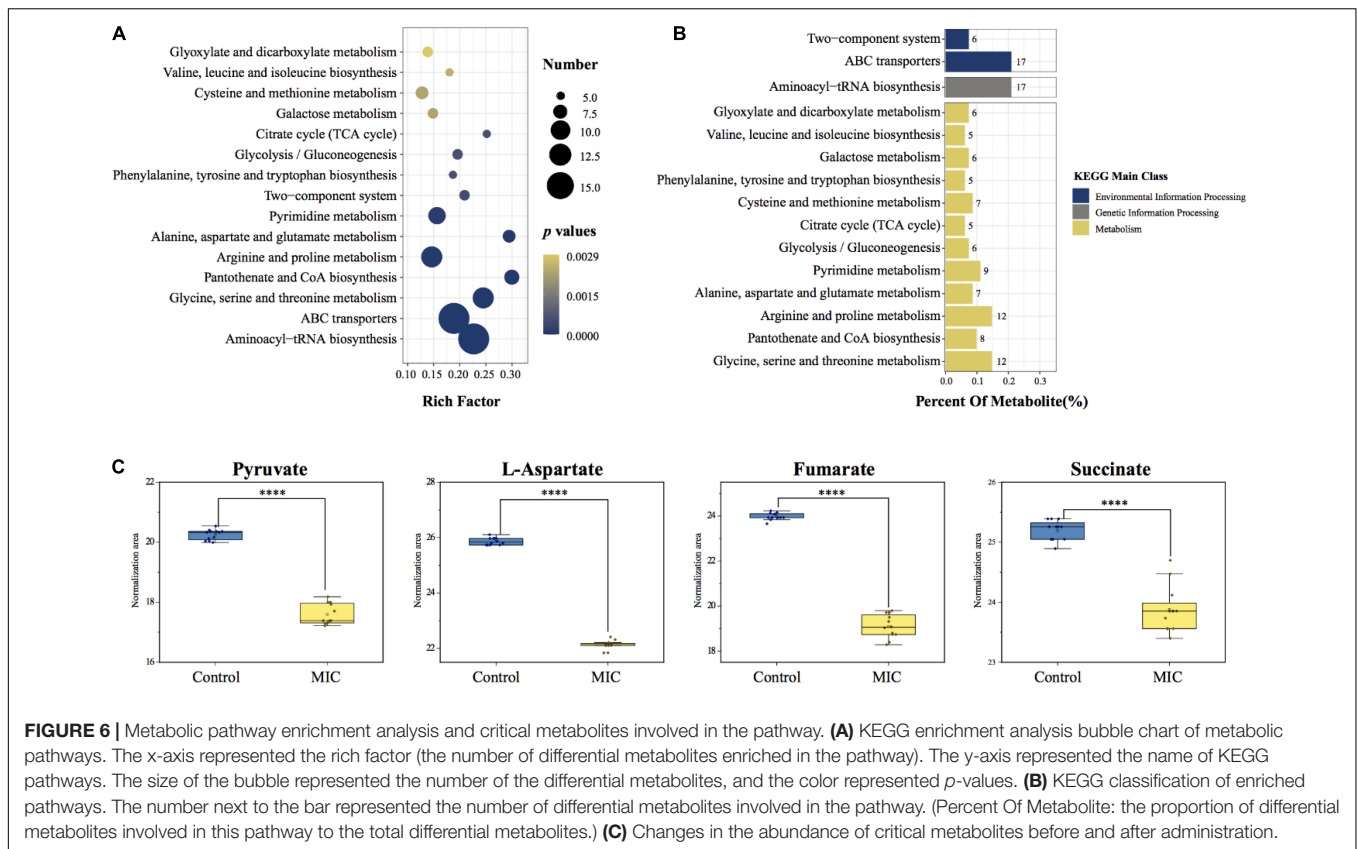 A
Glyoxylate and dicarboxylate metabolism
Valine, leucine and isoleucine biosynthesis
Cysteine and methionine metabolism
Galactose metabolism
Citrate cycle (TCA cycle)
Glycolysis / Gluconeogenesis
Phenylalanine, tyrosine and tryptophan biosynthesis
Two−component system
Pyrimidine metabolism
Alanine, aspartate and glutamate metabolism
Arginine and proline metabolism
Pantothenate and CoA biosynthesis
Glycine, serine and threonine metabolism
ABC transporters
Aminoacyl−tRNA biosynthesis
0.10 0.15 0.20 0.25 0.30
Rich Factor
Number
5.0
7.5
10.0
12.5
15.0
p values
0.0029
0.0015
0.0000
B
Two−component system 6
ABC transporters 17
Aminoacyl−tRNA biosynthesis 17
Glyoxylate and dicarboxylate metabolism 6
Valine, leucine and isoleucine biosynthesis 5
Galactose metabolism 6
Phenylalanine, tyrosine and tryptophan biosynthesis 5
Cysteine and methionine metabolism 7
Citrate cycle (TCA cycle) 5
Glycolysis / Gluconeogenesis 6
Pyrimidine metabolism 9
Alanine, aspartate and glutamate metabolism 7
Arginine and proline metabolism 12
Pantothenate and CoA biosynthesis 8
Glycine, serine and threonine metabolism 12
0.0 0.1 0.2 0.3
Percent Of Metabolite(%)
KEGG Main Class
Environmental Information Processing
Genetic Information Processing
Metabolism
C
Pyruvate
Normalization area
22
20
18
16
****
Control MIC
L-Aspartate
Normalization area
28
26
24
22
****
Control MIC
Fumarate
Normalization area
24
22
20
18
****
Control MIC
Succinate
Normalization area
26
25
24
23
****
Control MIC
FIGURE 6 | Metabolic pathway enrichment analysis and critical metabolites involved in the pathway. (A) KEGG enrichment analysis bubble chart of metabolic
pathways. The x-axis represented the rich factor (the number of differential metabolites enriched in the pathway). The y-axis represented the name of KEGG
pathways. The size of the bubble represented the number of the differential metabolites, and the color represented p-values. (B) KEGG classification of enriched
pathways. The number next to the bar represented the number of differential metabolites involved in the pathway. (Percent Of Metabolite: the proportion of differential
metabolites involved in this pathway to the total differential metabolites.) (C) Changes in the abundance of critical metabolites before and after administration.